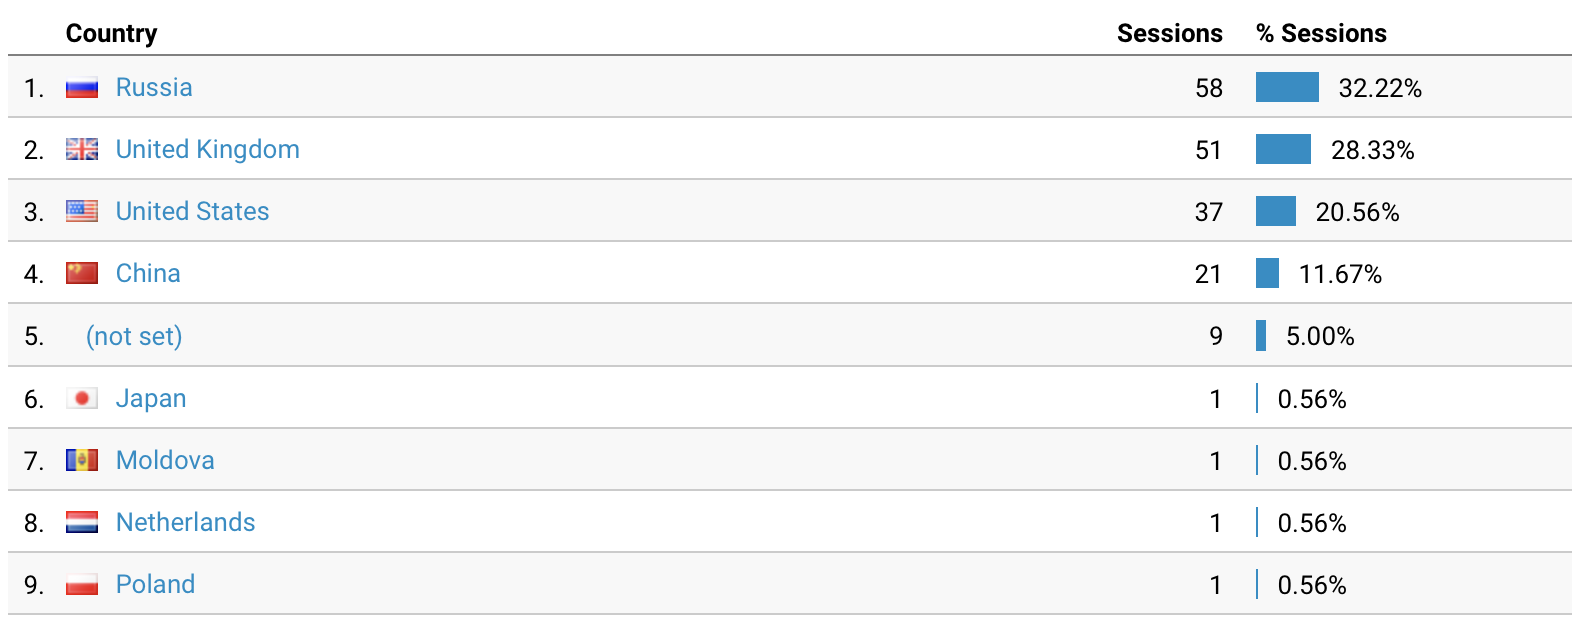 Country Sessions % Sessions
1. Russia 58 32.22%
2. United Kingdom 51 28.33%
3. United States 37 20.56%
4. China 21 11.67%
5. (not set) 9 5.00%
6. Japan 1 0.56%
7. Moldova 1 0.56%
8. Netherlands 1 0.56%
9. Poland 1 0.56%